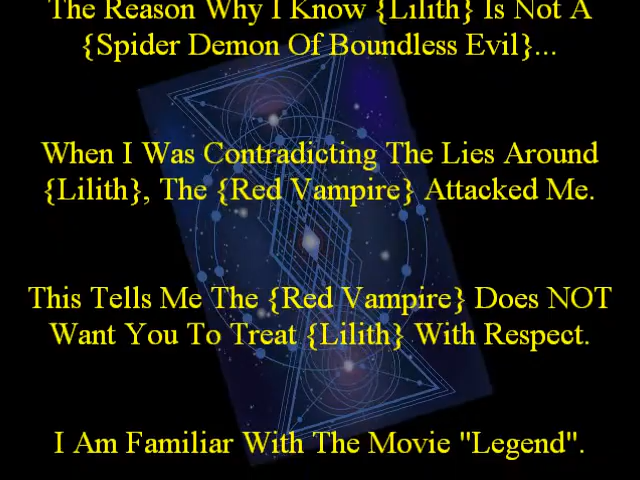 The Reason Why I Know {Lilith} Is Not A
{Spider Demon Of Boundless Evil}...
When I Was Contradicting The Lies Around
{Lilith}, The {Red Vampire} Attacked Me.
This Tells Me The {Red Vampire} Does NOT
Want You To Treat {Lilith} With Respect.
I Am Familiar With The Movie "Legend".